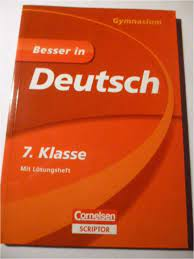 Gymnasium
Besser in
Deutsch
7. Klasse
Mit Lösungsheft
Cornelsen
SCRIPTOR